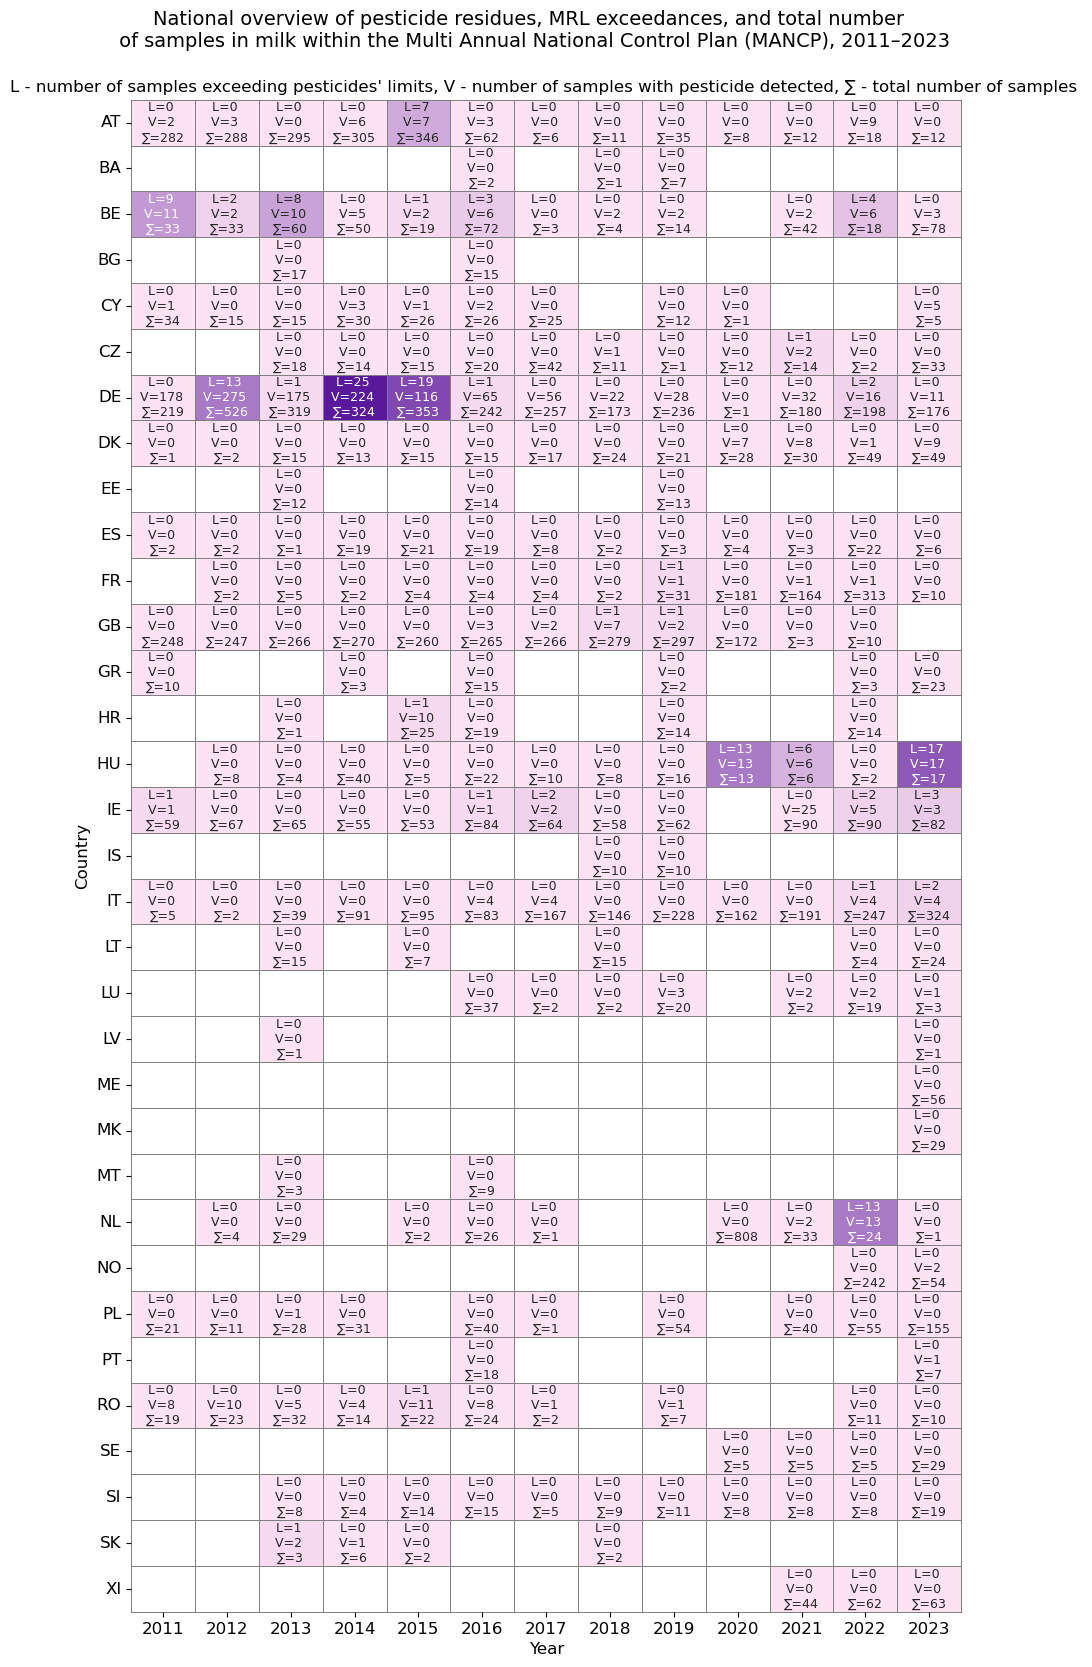 National overview of pesticide residues, MRL exceedances, and total number
of samples in milk within the Multi Annual National Control Plan (MANCP), 2011–2023
L - number of samples exceeding pesticides' limits, V - number of samples with pesticide detected, ∑ - total number of samples
L=0 L=0 L=0 L=0 L=7 L=0 L=0 L=0 L=0 L=0 L=0 L=0 L=0
AT V=2 V=3 V=0 V=6 V=7 V=3 V=0 V=0 V=0 V=0 V=0 V=9 V=0
∑=282 ∑=288 ∑=295 ∑=305 ∑=346 ∑=62 ∑=6 ∑=11 ∑=35 ∑=8 ∑=12 ∑=18 ∑=12
L=0 L=0 L=0
BA V=0 V=0 V=0
∑=2 ∑=1 ∑=7
L=9 L=2 L=8 L=0 L=1 L=3 L=0 L=0 L=0 L=0 L=4 L=0
BE V=11 V=2 V=10 V=5 V=2 V=6 V=0 V=2 V=2 V=2 V=6 V=3
∑=33 ∑=33 ∑=60 ∑=50 ∑=19 ∑=72 ∑=3 ∑=4 ∑=14 ∑=42 ∑=18 ∑=78
L=0 L=0
BG V=0 V=0
∑=17 ∑=15
L=0 L=0 L=0 L=0 L=0 L=0 L=0 L=0 L=0 L=0
CY V=1 V=0 V=0 V=3 V=1 V=2 V=0 V=0 V=0 V=5
∑=34 ∑=15 ∑=15 ∑=30 ∑=26 ∑=26 ∑=25 ∑=12 ∑=1 ∑=5
L=0 L=0 L=0 L=0 L=0 L=0 L=0 L=0 L=1 L=0 L=0
CZ V=0 V=0 V=0 V=0 V=0 V=1 V=0 V=0 V=2 V=0 V=0
∑=18 ∑=14 ∑=15 ∑=20 ∑=42 ∑=11 ∑=1 ∑=12 ∑=14 ∑=2 ∑=33
L=0 L=13 L=1 L=25 L=19 L=1 L=0 L=0 L=0 L=0 L=0 L=2 L=0
DE V=178 V=275 V=175 V=224 V=116 V=65 V=56 V=22 V=28 V=0 V=32 V=16 V=11
∑=219 ∑=526 ∑=319 ∑=324 ∑=353 ∑=242 ∑=257 ∑=173 ∑=236 ∑=1 ∑=180 ∑=198 ∑=176
L=0 L=0 L=0 L=0 L=0 L=0 L=0 L=0 L=0 L=0 L=0 L=0 L=0
DK V=0 V=0 V=0 V=0 V=0 V=0 V=0 V=0 V=0 V=7 V=8 V=1 V=9
∑=1 ∑=2 ∑=15 ∑=13 ∑=15 ∑=15 ∑=17 ∑=24 ∑=21 ∑=28 ∑=30 ∑=49 ∑=49
L=0 L=0 L=0
EE V=0 V=0 V=0
∑=12 ∑=14 ∑=13
L=0 L=0 L=0 L=0 L=0 L=0 L=0 L=0 L=0 L=0 L=0 L=0 L=0
ES V=0 V=0 V=0 V=0 V=0 V=0 V=0 V=0 V=0 V=0 V=0 V=0 V=0
∑=2 ∑=2 ∑=1 ∑=19 ∑=21 ∑=19 ∑=8 ∑=2 ∑=3 ∑=4 ∑=3 ∑=22 ∑=6
L=0 L=0 L=0 L=0 L=0 L=0 L=0 L=1 L=0 L=0 L=0 L=0
FR V=0 V=0 V=0 V=0 V=0 V=0 V=0 V=1 V=0 V=1 V=1 V=0
∑=2 ∑=5 ∑=2 ∑=4 ∑=4 ∑=4 ∑=2 ∑=31 ∑=181 ∑=164 ∑=313 ∑=10
L=0 L=0 L=0 L=0 L=0 L=0 L=0 L=1 L=1 L=0 L=0 L=0
GB V=0 V=0 V=0 V=0 V=0 V=3 V=2 V=7 V=2 V=0 V=0 V=0
∑=248 ∑=247 ∑=266 ∑=270 ∑=260 ∑=265 ∑=266 ∑=279 ∑=297 ∑=172 ∑=3 ∑=10
L=0 L=0 L=0 L=0 L=0 L=0
GR V=0 V=0 V=0 V=0 V=0 V=0
∑=10 ∑=3 ∑=15 ∑=2 ∑=3 ∑=23
L=0 L=1 L=0 L=0 L=0
HR V=0 V=10 V=0 V=0 V=0
∑=1 ∑=25 ∑=19 ∑=14 ∑=14
L=0 L=0 L=0 L=0 L=0 L=0 L=0 L=0 L=13 L=6 L=0 L=17
HU V=0 V=0 V=0 V=0 V=0 V=0 V=0 V=0 V=13 V=6 V=0 V=17
∑=8 ∑=4 ∑=40 ∑=5 ∑=22 ∑=10 ∑=8 ∑=16 ∑=13 ∑=6 ∑=2 ∑=17
L=1 L=0 L=0 L=0 L=0 L=1 L=2 L=0 L=0 L=0 L=2 L=3
IE V=1 V=0 V=0 V=0 V=0 V=1 V=2 V=0 V=0 V=25 V=5 V=3
∑=59 ∑=67 ∑=65 ∑=55 ∑=53 ∑=84 ∑=64 ∑=58 ∑=62 ∑=90 ∑=90 ∑=82
Country
L=0 L=0
IS V=0 V=0
∑=10 ∑=10
L=0 L=0 L=0 L=0 L=0 L=0 L=0 L=0 L=0 L=0 L=0 L=1 L=2
IT V=0 V=0 V=0 V=0 V=0 V=4 V=4 V=0 V=0 V=0 V=0 V=4 V=4
∑=5 ∑=2 ∑=39 ∑=91 ∑=95 ∑=83 ∑=167 ∑=146 ∑=228 ∑=162 ∑=191 ∑=247 ∑=324
L=0 L=0 L=0 L=0 L=0
LT V=0 V=0 V=0 V=0 V=0
∑=15 ∑=7 ∑=15 ∑=4 ∑=24
L=0 L=0 L=0 L=0 L=0 L=0 L=0
LU V=0 V=0 V=0 V=3 V=2 V=2 V=1
∑=37 ∑=2 ∑=2 ∑=20 ∑=2 ∑=19 ∑=3
L=0 L=0
LV V=0 V=0
∑=1 ∑=1
L=0
ME V=0
∑=56
L=0
MK V=0
∑=29
L=0 L=0
MT V=0 V=0
∑=3 ∑=9
L=0 L=0 L=0 L=0 L=0 L=0 L=0 L=13 L=0
NL V=0 V=0 V=0 V=0 V=0 V=0 V=2 V=13 V=0
∑=4 ∑=29 ∑=2 ∑=26 ∑=1 ∑=808 ∑=33 ∑=24 ∑=1
L=0 L=0
NO V=0 V=2
∑=242 ∑=54
L=0 L=0 L=0 L=0 L=0 L=0 L=0 L=0 L=0 L=0
PL V=0 V=0 V=1 V=0 V=0 V=0 V=0 V=0 V=0 V=0
∑=21 ∑=11 ∑=28 ∑=31 ∑=40 ∑=1 ∑=54 ∑=40 ∑=55 ∑=155
L=0 L=0
PT V=0 V=1
∑=18 ∑=7
L=0 L=0 L=0 L=0 L=1 L=0 L=0 L=0 L=0 L=0
RO V=8 V=10 V=5 V=4 V=11 V=8 V=1 V=1 V=0 V=0
∑=19 ∑=23 ∑=32 ∑=14 ∑=22 ∑=24 ∑=2 ∑=7 ∑=11 ∑=10
L=0 L=0 L=0 L=0
SE V=0 V=0 V=0 V=0
∑=5 ∑=5 ∑=5 ∑=29
L=0 L=0 L=0 L=0 L=0 L=0 L=0 L=0 L=0 L=0 L=0
SI V=0 V=0 V=0 V=0 V=0 V=0 V=0 V=0 V=0 V=0 V=0
∑=8 ∑=4 ∑=14 ∑=15 ∑=5 ∑=9 ∑=11 ∑=8 ∑=8 ∑=8 ∑=19
L=1 L=0 L=0 L=0
SK V=2 V=1 V=0 V=0
∑=3 ∑=6 ∑=2 ∑=2
L=0 L=0 L=0
XI V=0 V=0 V=0
∑=44 ∑=62 ∑=63
2011 2012 2013 2014 2015 2016 2017 2018 2019 2020 2021 2022 2023
Year